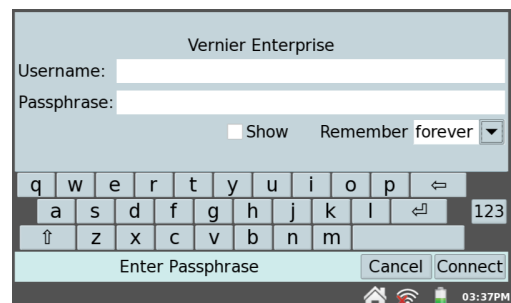 Vernier Enterprise
Username:
Passphrase:
Show Remember forever
q w e r t y u i o p ⇦
a s d f g h j k l ⏎ 123
⇧ z x c v b n m
Enter Passphrase Cancel Connect
03:37PM